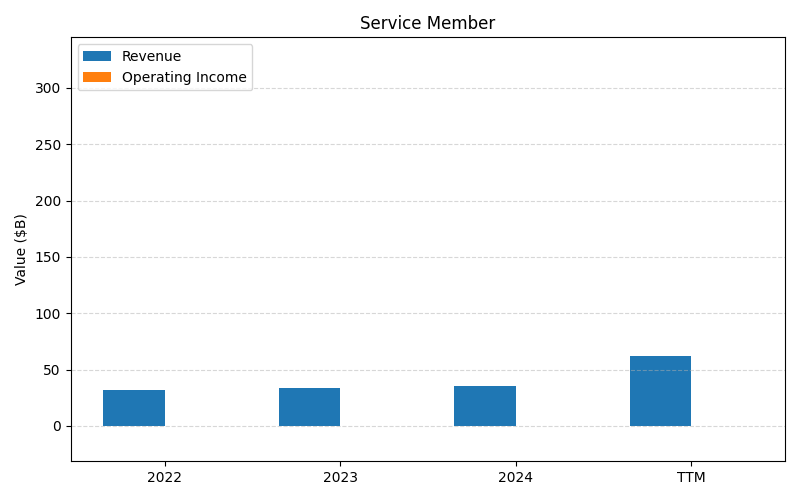 Service Member
Revenue
Operating Income
Value ($B)
300
250
200
150
100
50
0
2022 2023 2024 TTM